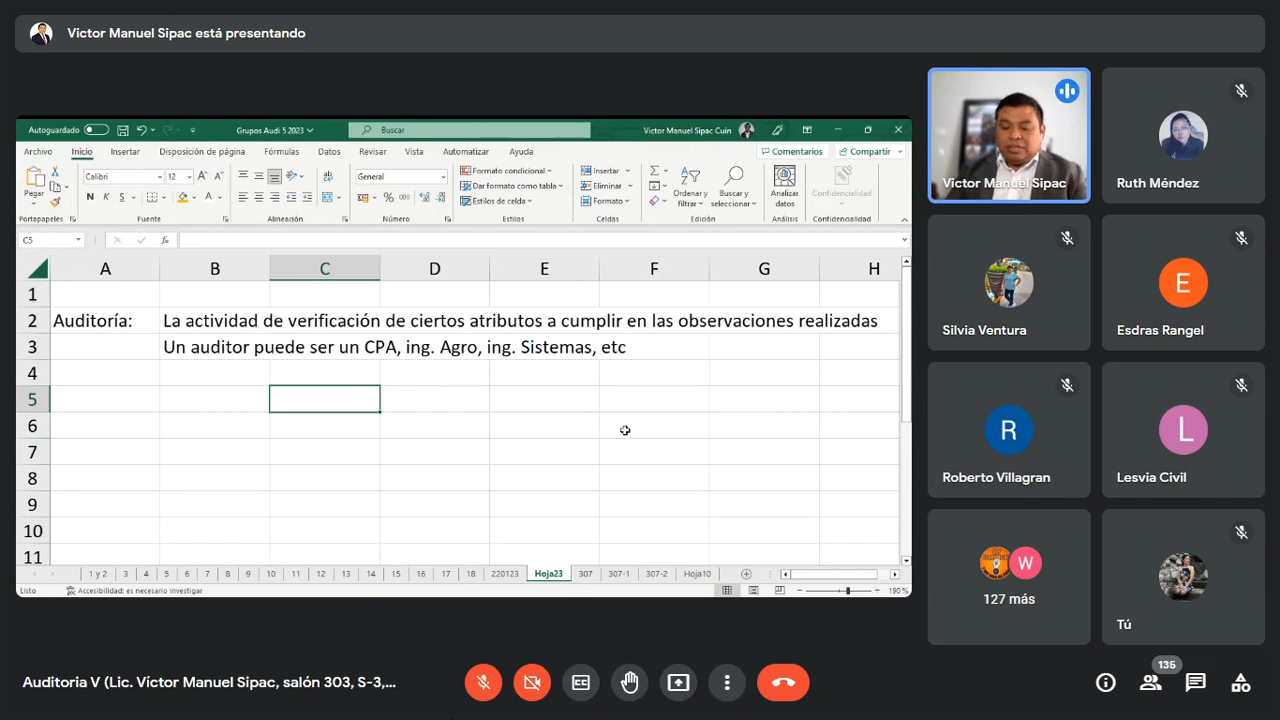 Victor Manuel Sipac está presentando
Autoguardado
Grupos Audi 5 2023
Buscar
Victor Manuel Sipac Cuin
Archivo Inicio Insertar Disposición de página Fórmulas Datos Revisar Vista Automatizar Ayuda
Comentarios Compartir
Pegar
Calibri 12
N K S
General
Formato condicional
Dar formato como tabla
Estilos de celda
Insertar
Eliminar
Formato
Ordenar y filtrar
Buscar y seleccionar
Analizar datos
Confidencialidad
Portapapeles Fuente Alineación Número Estilos Celdas Edición Análisis Confidencialidad
C5
fx
A B C D E F G H
1
2 Auditoría: La actividad de verificación de ciertos atributos a cumplir en las observaciones realizadas
3 Un auditor puede ser un CPA, ing. Agro, ing. Sistemas, etc
4
5
6
7
8
9
10
11
1 y 2 3 4 5 6 7 8 9 10 11 12 13 14 15 16 17 18 220123 Hoja23 307 307-1 307-2 Hoja10
Listo Accesibilidad: es necesario investigar 190 %
Victor Manuel Sipac
Ruth Méndez
Silvia Ventura
E
Esdras Rangel
R
Roberto Villagran
L
Lesvia Civil
W
127 más
Tú
Auditoria V (Lic. Víctor Manuel Sipac, salón 303, S-3,...
135